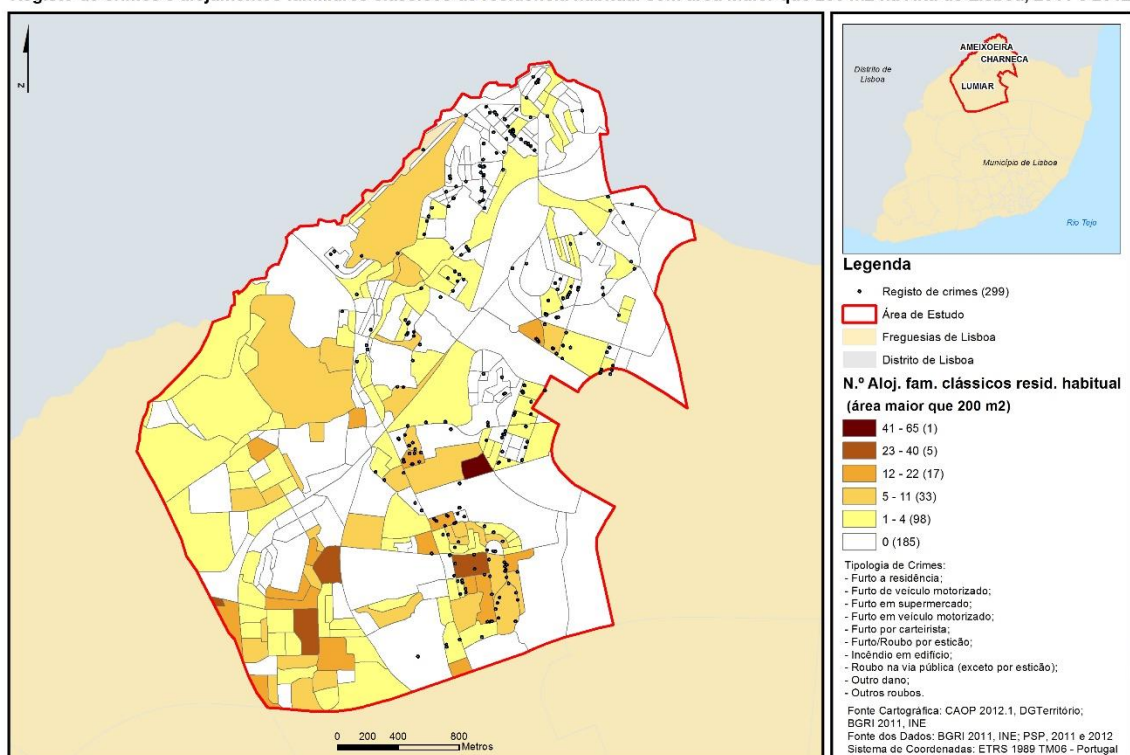 N
0 200 400 800
Metros
Distrito de
Lisboa
AMEIXOEIRA
CHARNECA
LUMIAR
Município de Lisboa
Rio Tejo
Legenda
Registo de crimes (299)
Área de Estudo
Freguesias de Lisboa
Distrito de Lisboa
N.º Aloj. fam. clássicos resid. habitual
(área maior que 200 m2)
41 - 65 (1)
23 - 40 (5)
12 - 22 (17)
5 - 11 (33)
1 - 4 (98)
0 (185)
Tipologia de Crimes:
- Furto a residência;
- Furto de veículo motorizado;
- Furto em supermercado;
- Furto em veículo motorizado;
- Furto por carteirista;
- Furto/Roubo por esticão;
- Incêndio em edifício;
- Roubo na via pública (exceto por esticão);
- Outro dano;
- Outros roubos.
Fonte Cartográfica: CAOP 2012.1, DGTerritório;
BGRI 2011, INE
Fonte dos Dados: BGRI 2011, INE; PSP, 2011 e 2012
Sistema de Coordenadas: ETRS 1989 TM06 - Portugal